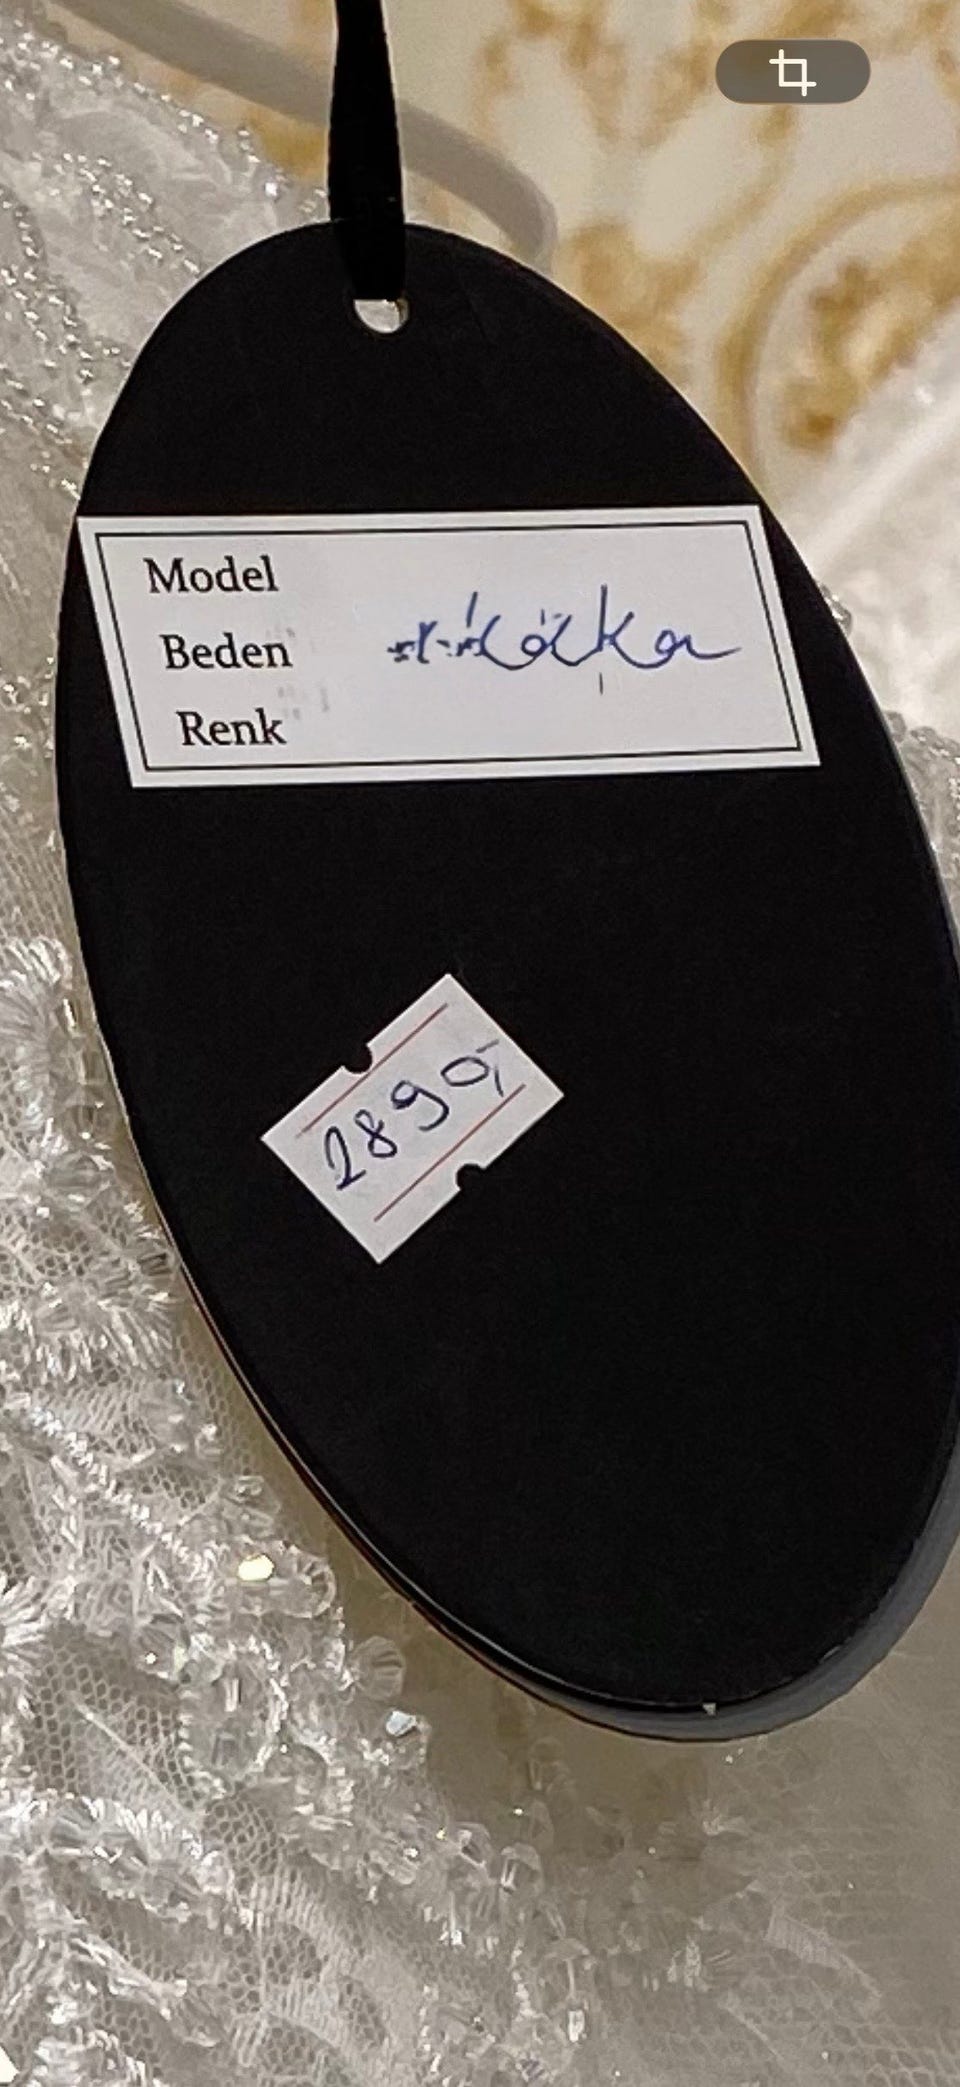 Model
Beden
Renk
2890,-